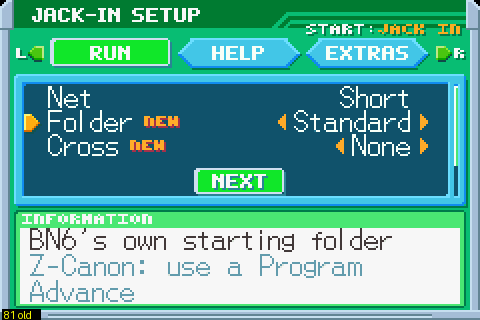 JACK-IN SETUP
START:JACK IN
L RUN HELP EXTRAS R
Net Short
Folder NEW Standard
Cross NEW None
NEXT
INFORMATION
BN6's own starting folder
Z-Canon: use a Program
Advance
81old